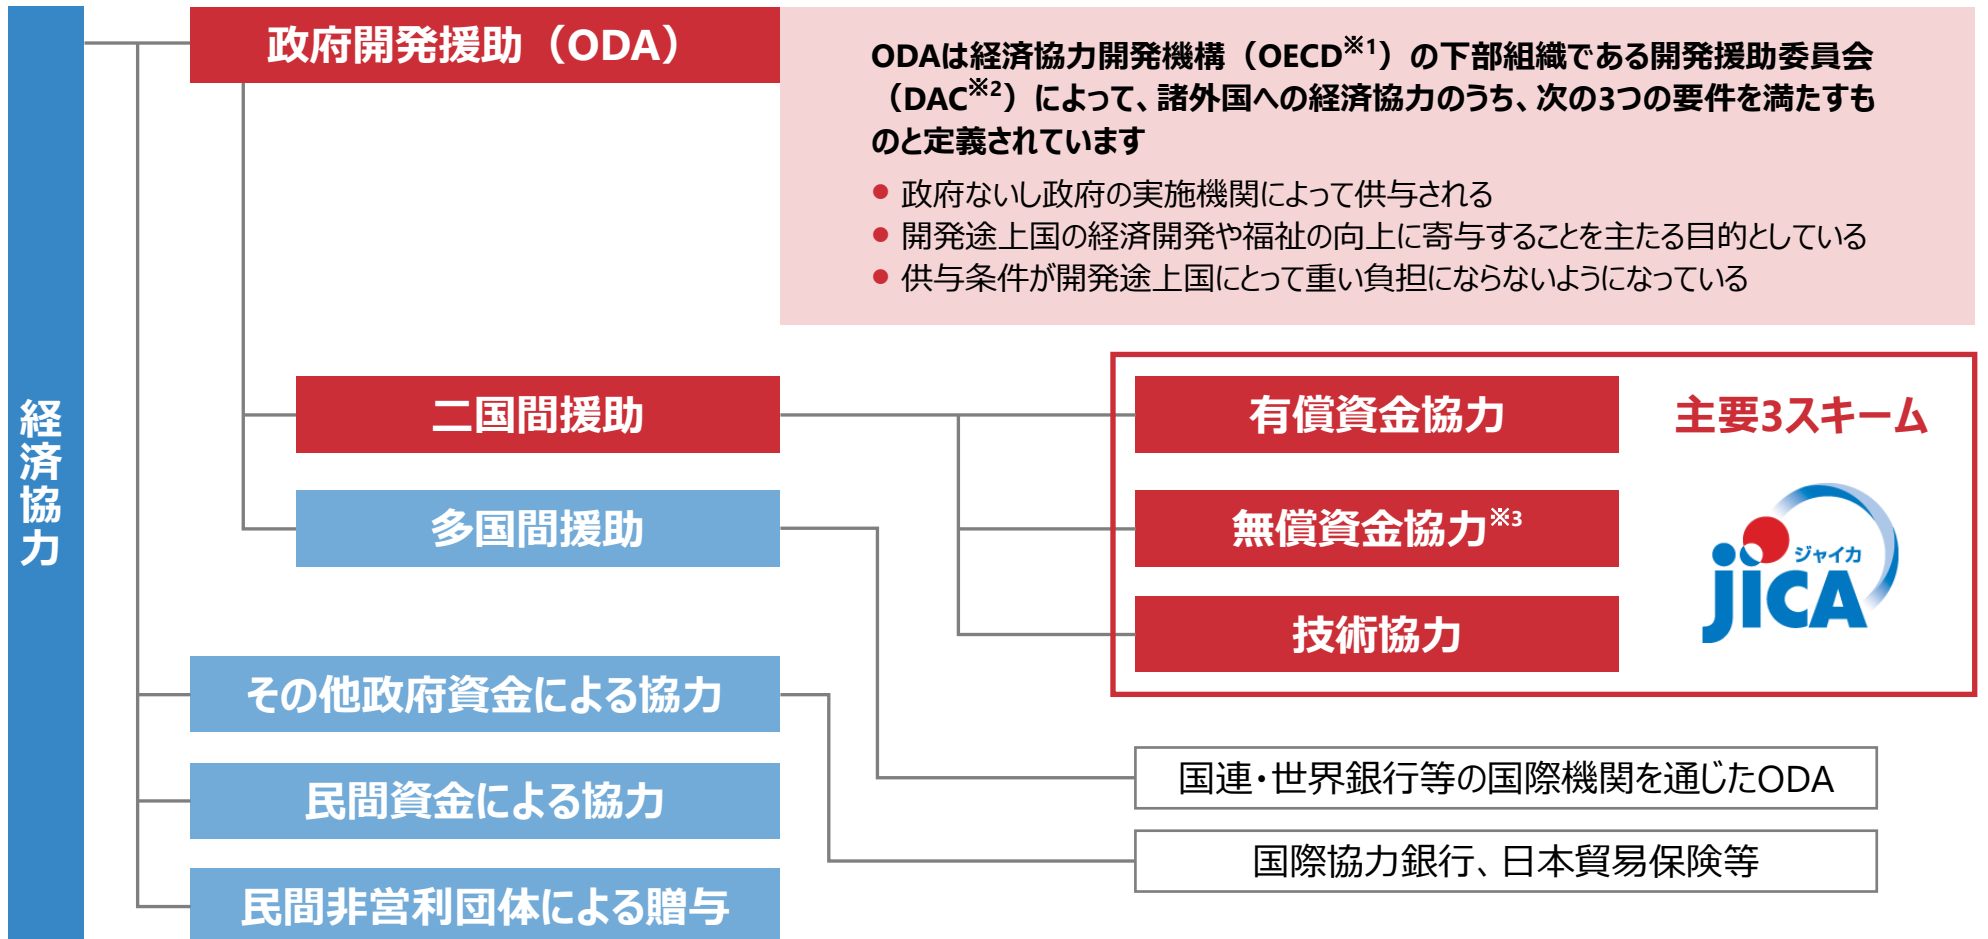 経済協力
政府開発援助（ODA）
ODAは経済協力開発機構（OECD※1）の下部組織である開発援助委員会
（DAC※2）によって、諸外国への経済協力のうち、次の3つの要件を満たすも
のと定義されています
● 政府ないし政府の実施機関によって供与される
● 開発途上国の経済開発や福祉の向上に寄与することを主たる目的としている
● 供与条件が開発途上国にとって重い負担にならないようになっている
二国間援助
多国間援助
有償資金協力
無償資金協力※3
技術協力
主要3スキーム
ジャイカ
jICA
その他政府資金による協力
民間資金による協力
民間非営利団体による贈与
国連・世界銀行等の国際機関を通じたODA
国際協力銀行、日本貿易保険等